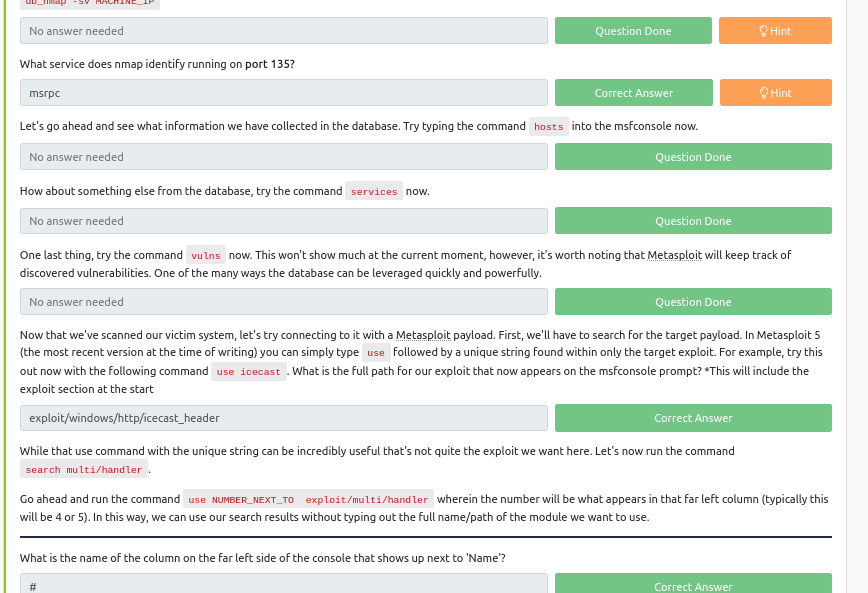 db_nmap -sV MACHINE_IP
No answer needed
Question Done
Hint
What service does nmap identify running on port 135?
msrpc
Correct Answer
Hint
Let's go ahead and see what information we have collected in the database. Try typing the command hosts into the msfconsole now.
No answer needed
Question Done
How about something else from the database, try the command services now.
No answer needed
Question Done
One last thing, try the command vulns now. This won't show much at the current moment, however, it's worth noting that Metasploit will keep track of
discovered vulnerabilities. One of the many ways the database can be leveraged quickly and powerfully.
No answer needed
Question Done
Now that we've scanned our victim system, let's try connecting to it with a Metasploit payload. First, we'll have to search for the target payload. In Metasploit 5
(the most recent version at the time of writing) you can simply type use followed by a unique string found within only the target exploit. For example, try this
out now with the following command use icecast. What is the full path for our exploit that now appears on the msfconsole prompt? *This will include the
exploit section at the start
exploit/windows/http/icecast_header
Correct Answer
While that use command with the unique string can be incredibly useful that's not quite the exploit we want here. Let's now run the command
search multi/handler.
Go ahead and run the command use NUMBER_NEXT_TO exploit/multi/handler wherein the number will be what appears in that far left column (typically this
will be 4 or 5). In this way, we can use our search results without typing out the full name/path of the module we want to use.
What is the name of the column on the far left side of the console that shows up next to 'Name'?
#
Correct Answer